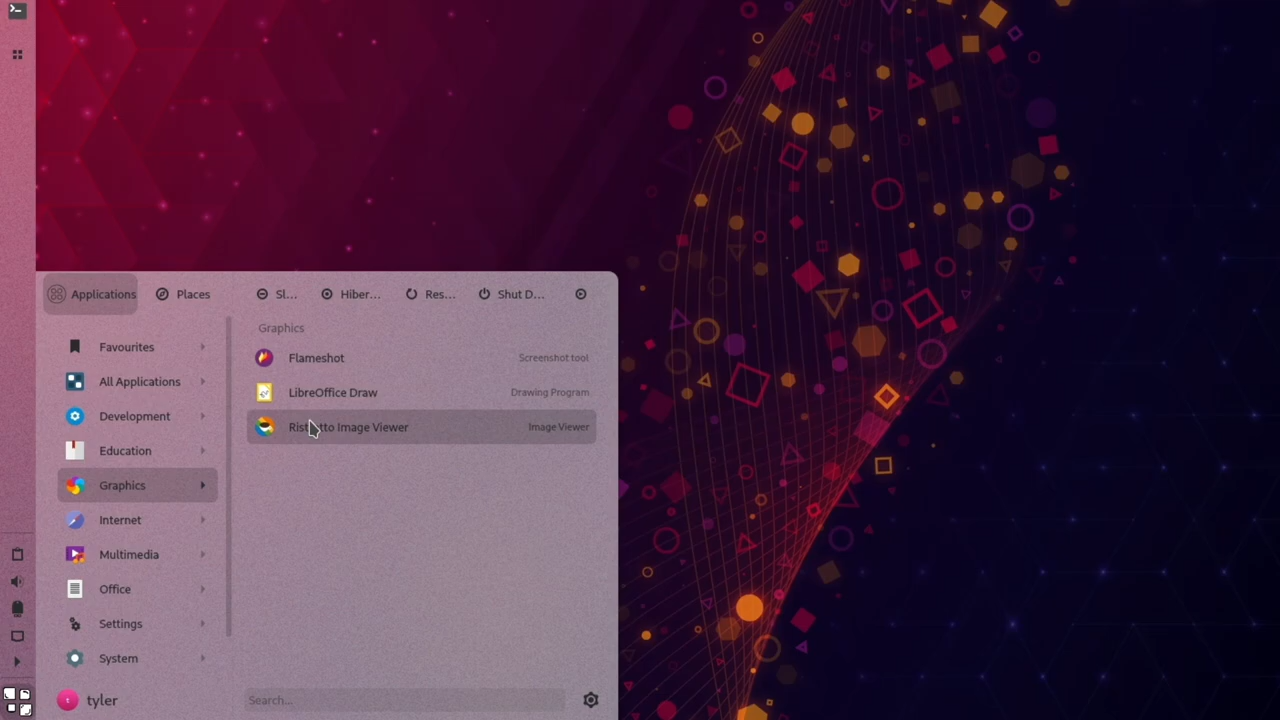 Applications
Places
Sl...
Hiber...
Res...
Shut D...
Favourites
All Applications
Development
Education
Graphics
Internet
Multimedia
Office
Settings
System
Graphics
Flameshot Screenshot tool
LibreOffice Draw Drawing Program
Ristretto Image Viewer Image Viewer
t tyler
Search...